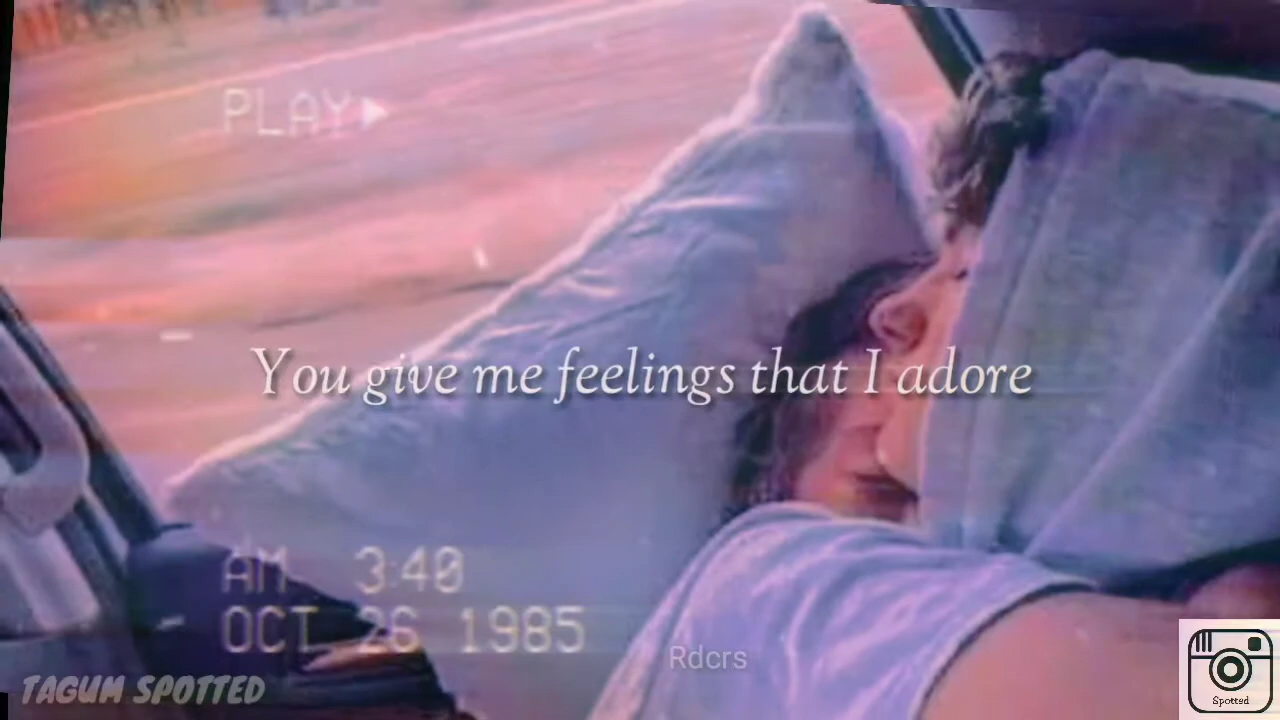 PLAY
You give me feelings that I adore
AM 3:40
OCT 26 1985
Rdcrs
TAGUM SPOTTED
Spotted